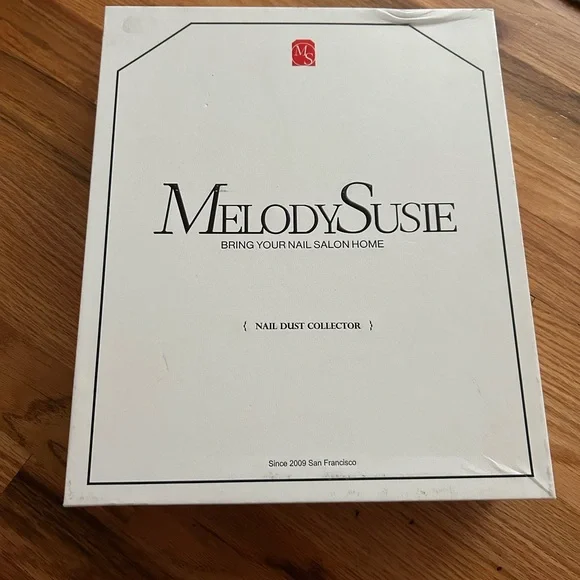 MS
MELODYSUSIE
BRING YOUR NAIL SALON HOME
{ NAIL DUST COLLECTOR }
Since 2009 San Francisco